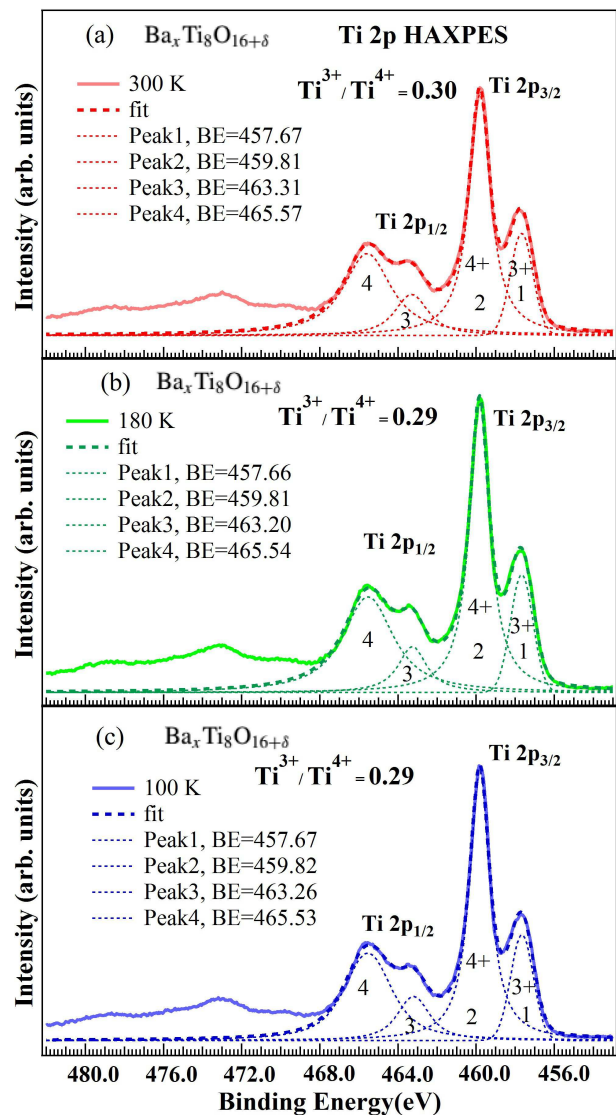 (a) BaₓTi₈O₁₆₊δ Ti 2p HAXPES
Ti³⁺/Ti⁴⁺=0.30
Ti 2p₃/₂
300 K
fit
Peak1, BE=457.67
Peak2, BE=459.81
Peak3, BE=463.31
Peak4, BE=465.57
Ti 2p₁/₂
4
3
4+
2
3+
1
Intensity (arb. units)
(b) BaₓTi₈O₁₆₊δ
Ti³⁺/Ti⁴⁺=0.29
Ti 2p₃/₂
180 K
fit
Peak1, BE=457.66
Peak2, BE=459.81
Peak3, BE=463.20
Peak4, BE=465.54
Ti 2p₁/₂
4
3
4+
2
3+
1
Intensity(arb. units)
(c) BaₓTi₈O₁₆₊δ
Ti³⁺/Ti⁴⁺=0.29
Ti 2p₃/₂
100 K
fit
Peak1, BE=457.67
Peak2, BE=459.82
Peak3, BE=463.26
Peak4, BE=465.53
Ti 2p₁/₂
4
3
4+
2
3+
1
Intensity (arb. units)
480.0 476.0 472.0 468.0 464.0 460.0 456.0
Binding Energy(eV)